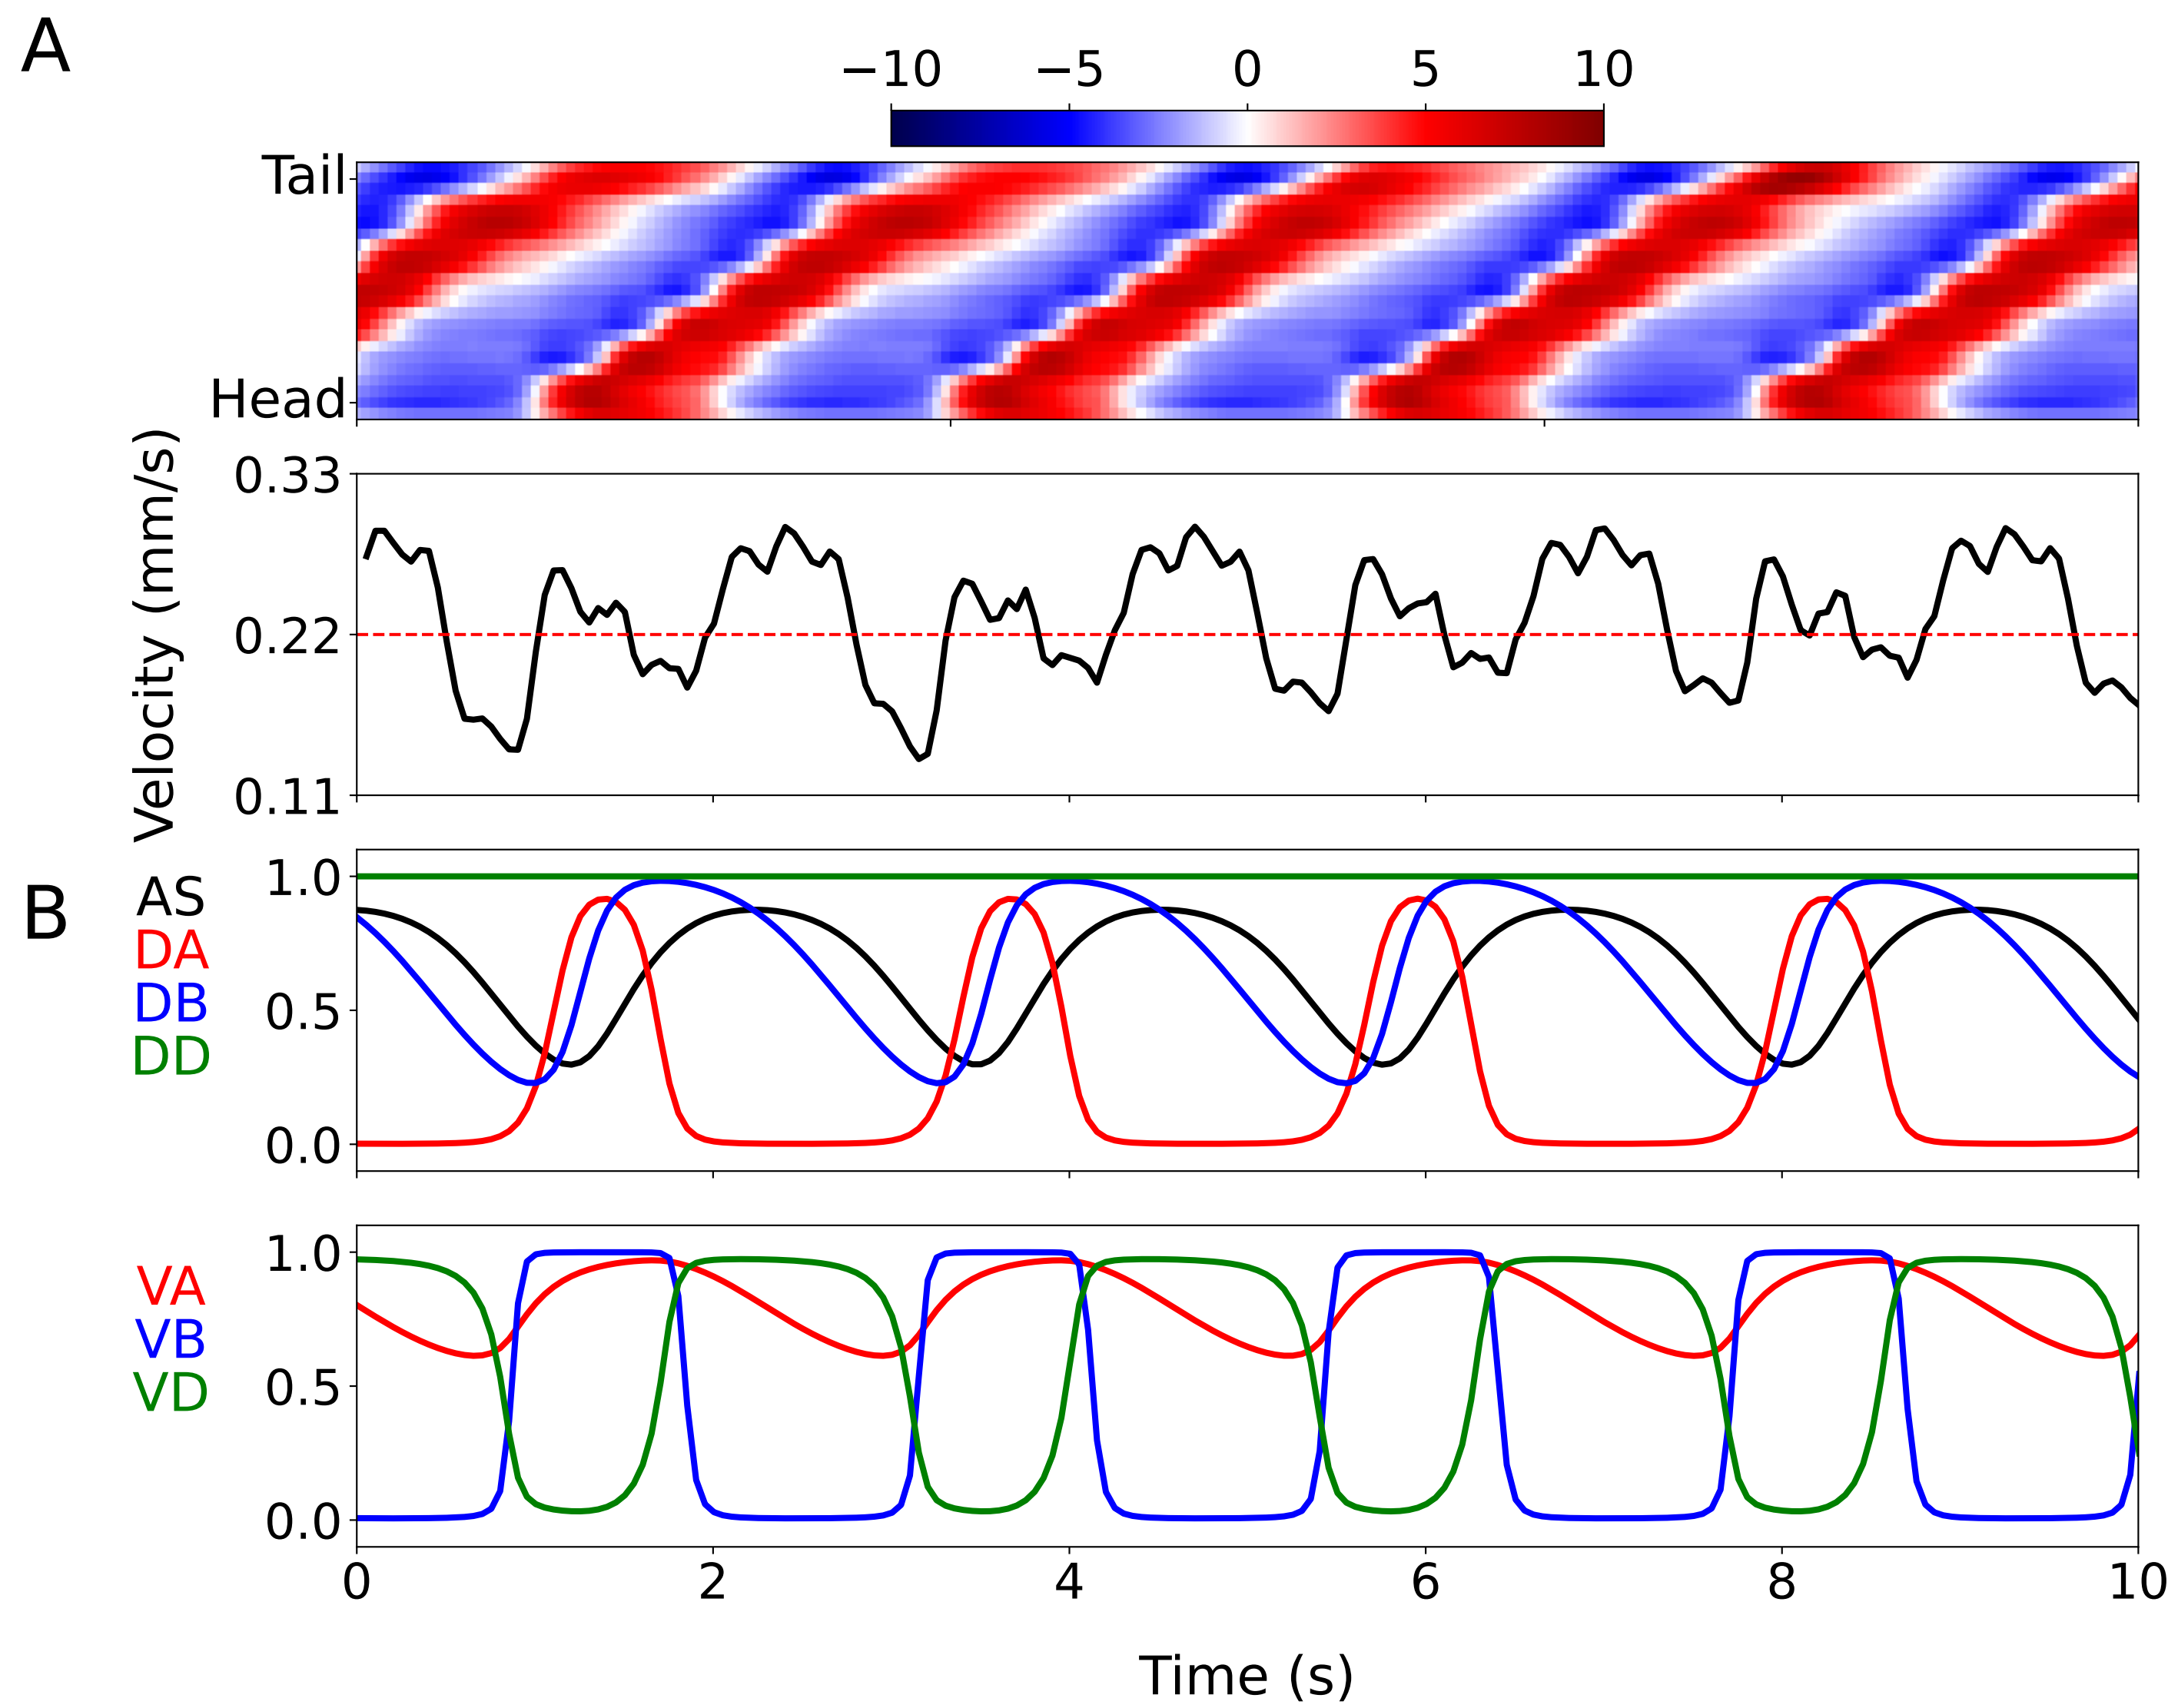 A
−10 −5 0 5 10
Tail
Head
Velocity (mm/s)
0.33
0.22
0.11
B
AS
DA
DB
DD
1.0
0.5
0.0
VA
VB
VD
1.0
0.5
0.0
0 2 4 6 8 10
Time (s)